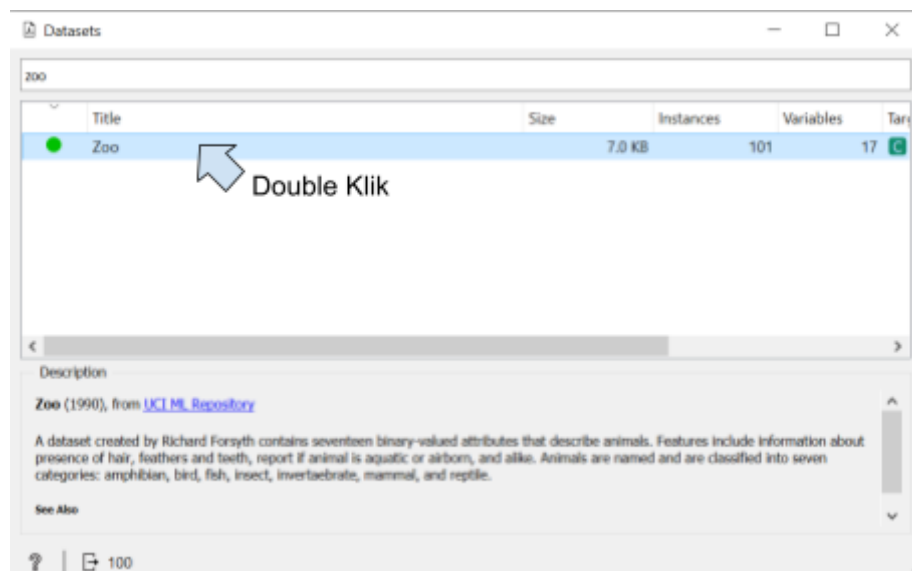 Datasets
zoo
Title Size Instances Variables Targ
Zoo 7.0 KB 101 17 C
Double Klik
Description
Zoo (1990), from UCI ML Repository
A dataset created by Richard Forsyth contains seventeen binary-valued attributes that describe animals. Features include information about
presence of hair, feathers and teeth, report if animal is aquatic or airborn, and alike. Animals are named and are classified into seven
categories: amphibian, bird, fish, insect, invertaebrate, mammal, and reptile.
See Also
? | 100